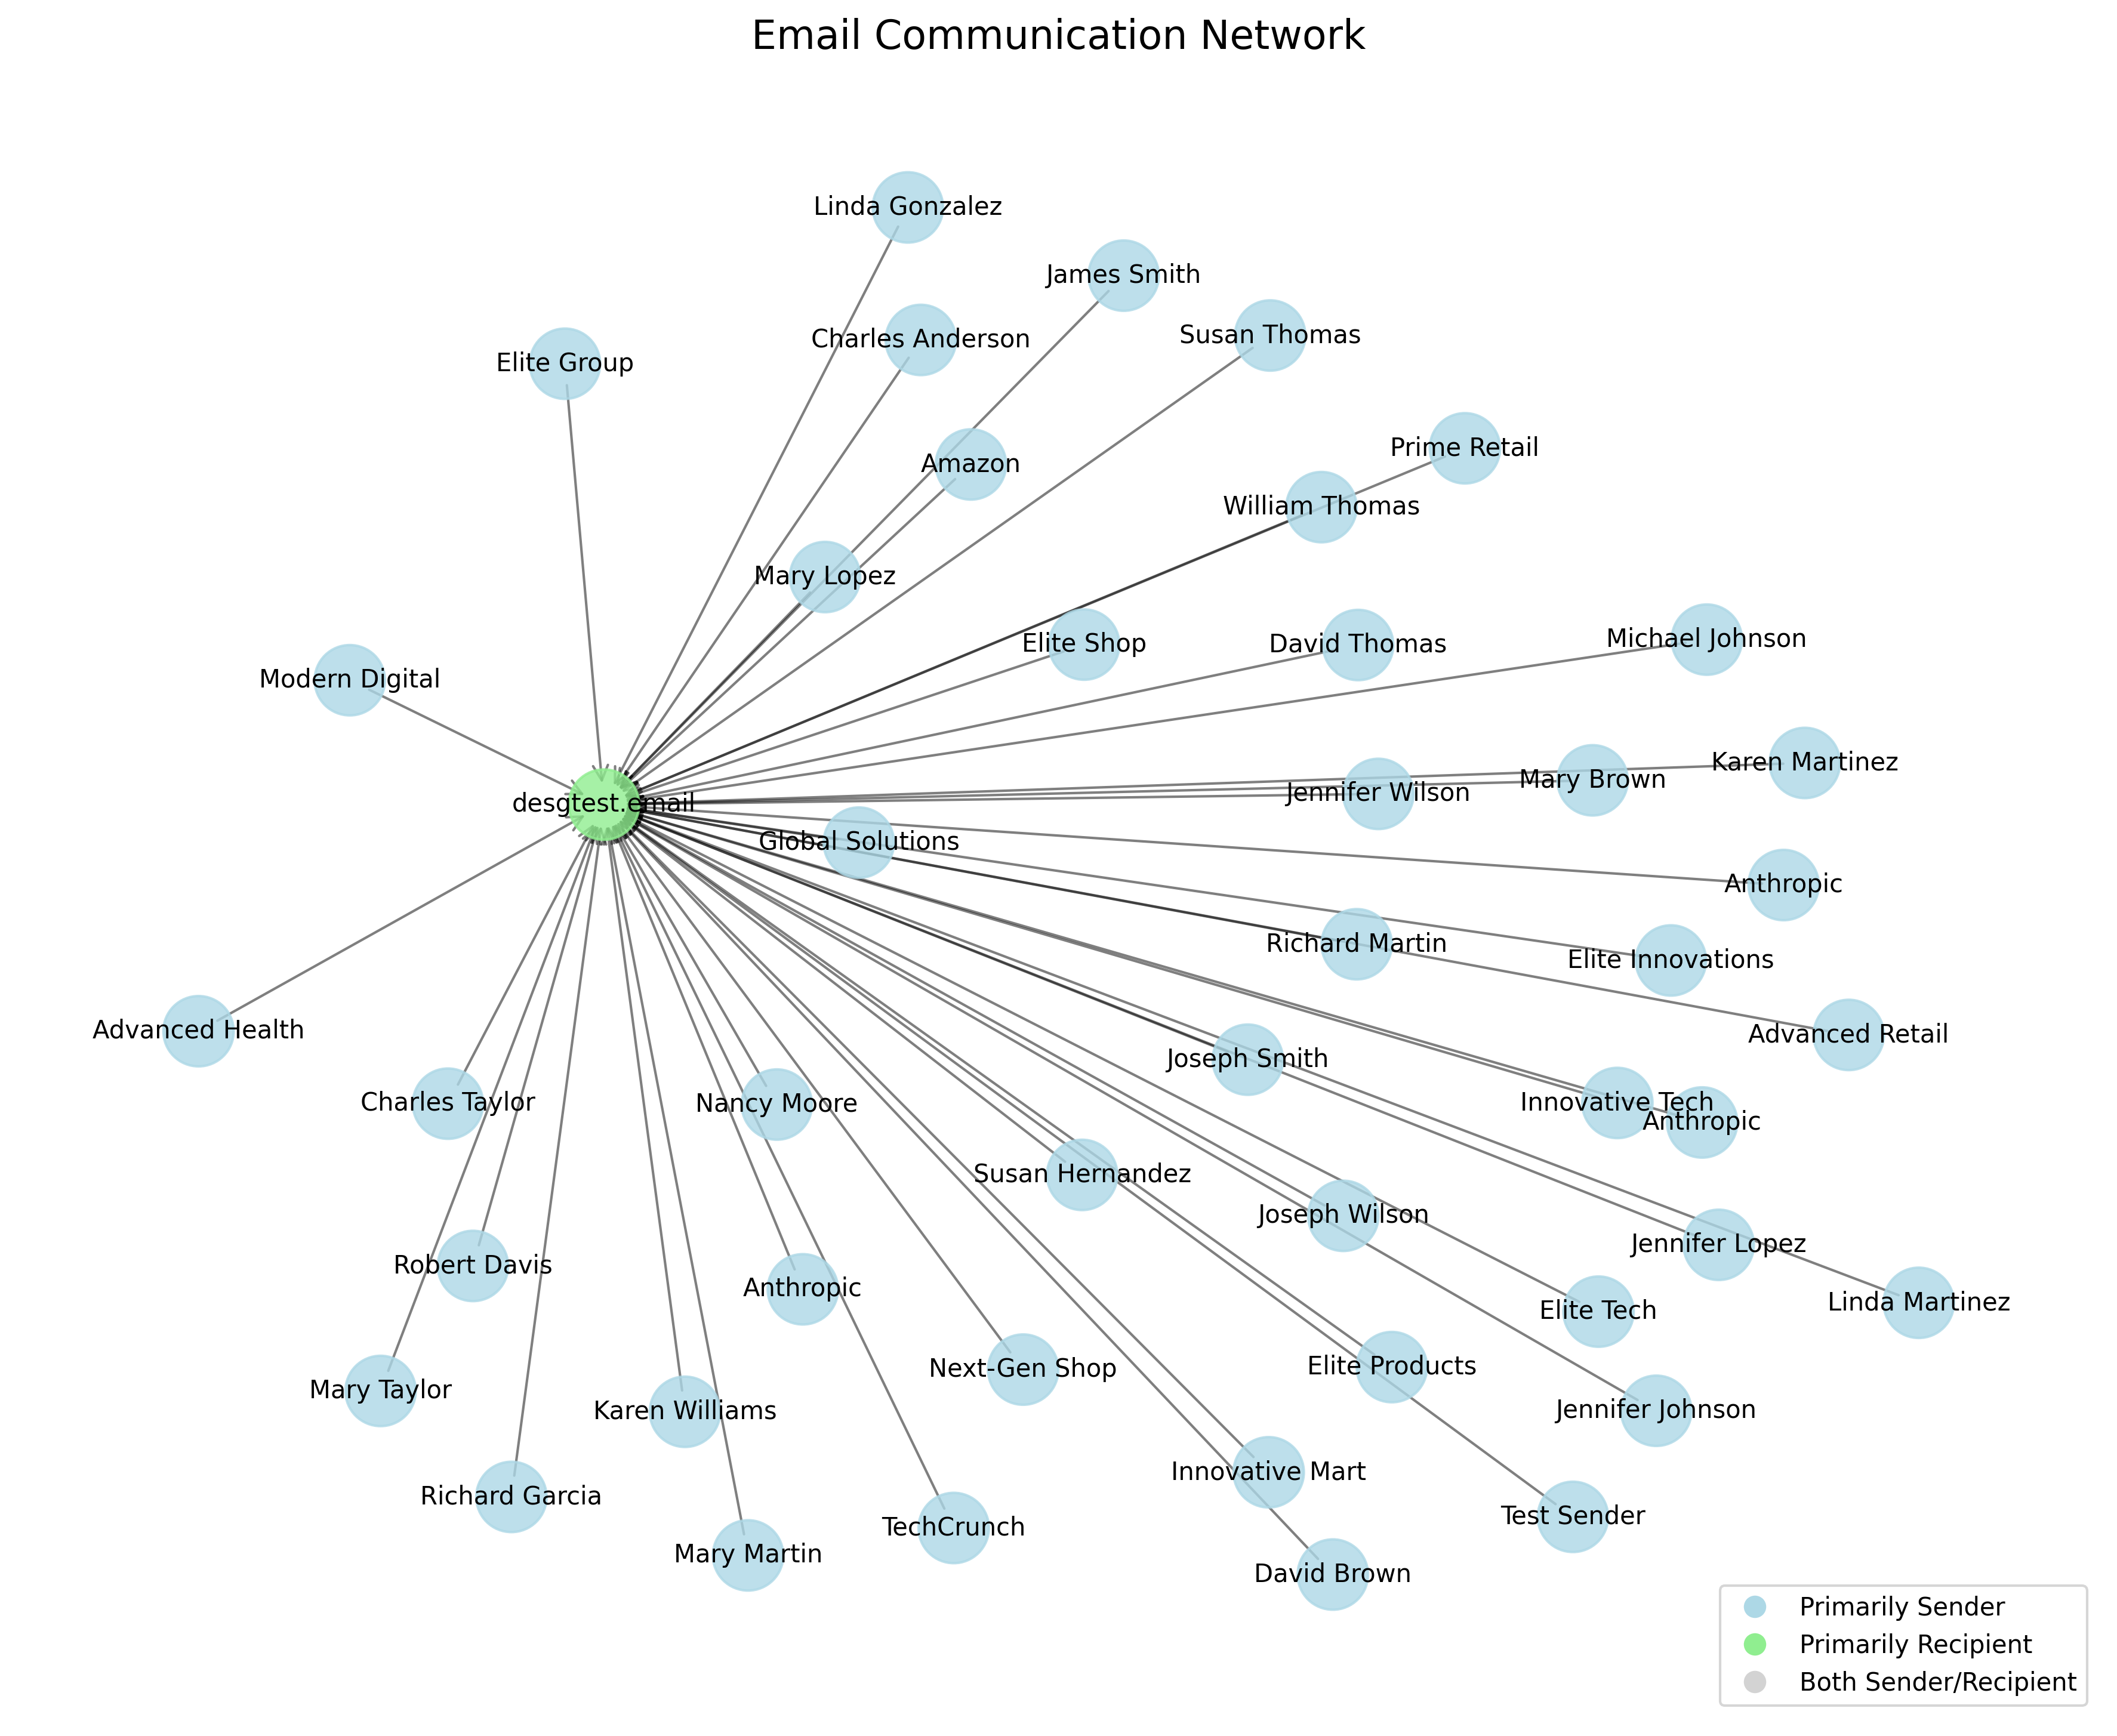 Email Communication Network
Linda Gonzalez
James Smith
Susan Thomas
Charles Anderson
Elite Group
Prime Retail
Amazon
William Thomas
Mary Lopez
Michael Johnson
Elite Shop
David Thomas
Modern Digital
Karen Martinez
Mary Brown
Jennifer Wilson
desgtest.email
Global Solutions
Anthropic
Richard Martin
Elite Innovations
Advanced Health
Advanced Retail
Joseph Smith
Charles Taylor
Nancy Moore
Innovative Tech
Anthropic
Susan Hernandez
Joseph Wilson
Jennifer Lopez
Robert Davis
Anthropic
Linda Martinez
Elite Tech
Next-Gen Shop
Elite Products
Mary Taylor
Karen Williams
Jennifer Johnson
Innovative Mart
Richard Garcia
Test Sender
TechCrunch
Mary Martin
David Brown
Primarily Sender
Primarily Recipient
Both Sender/Recipient